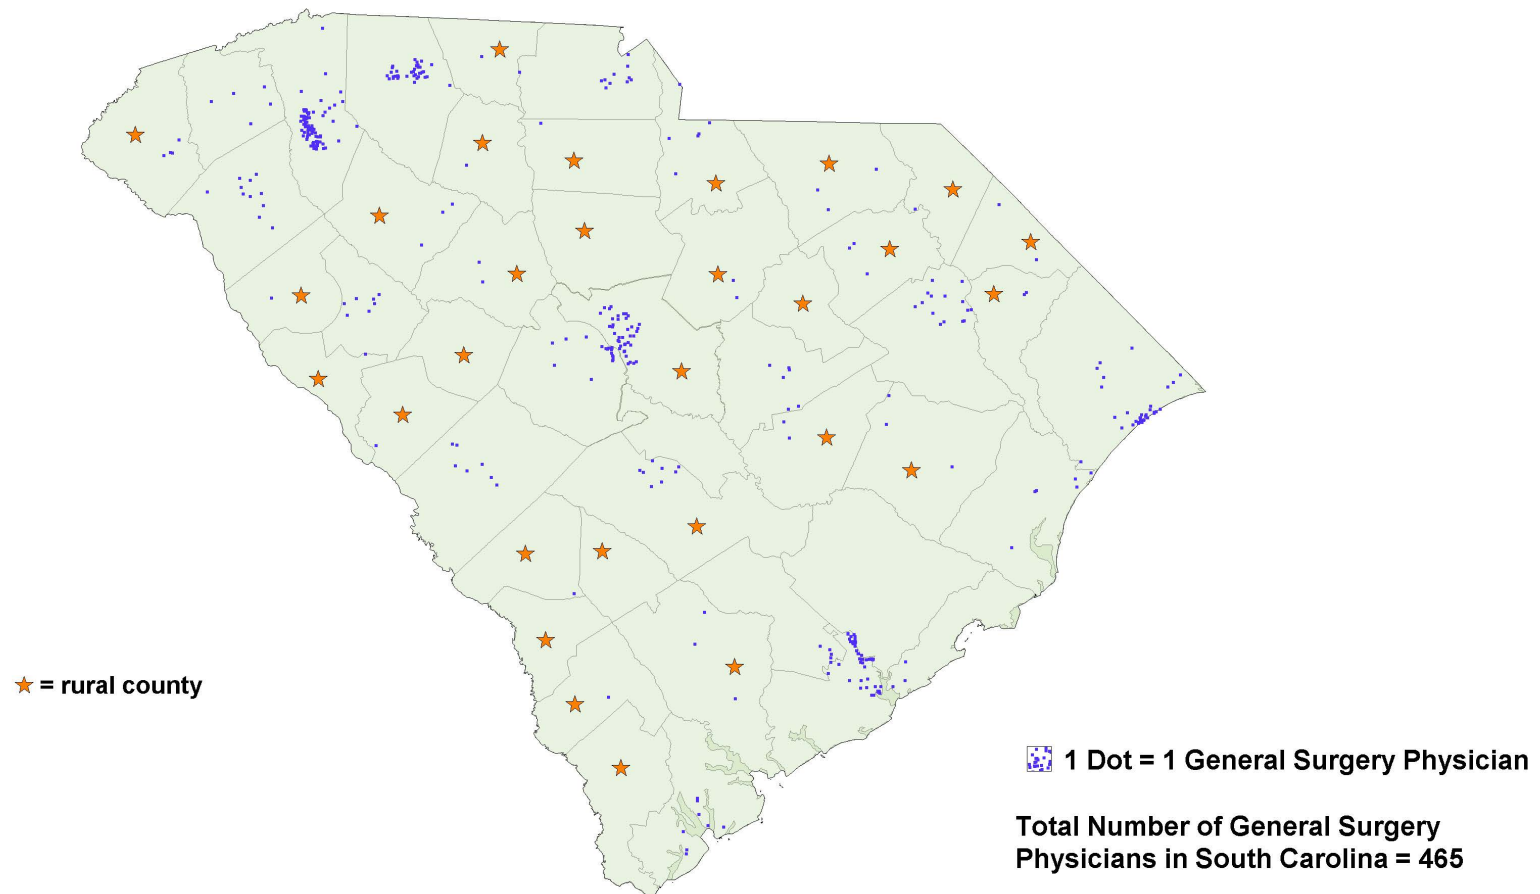 = rural county
1 Dot = 1 General Surgery Physician
Total Number of General Surgery
Physicians in South Carolina = 465